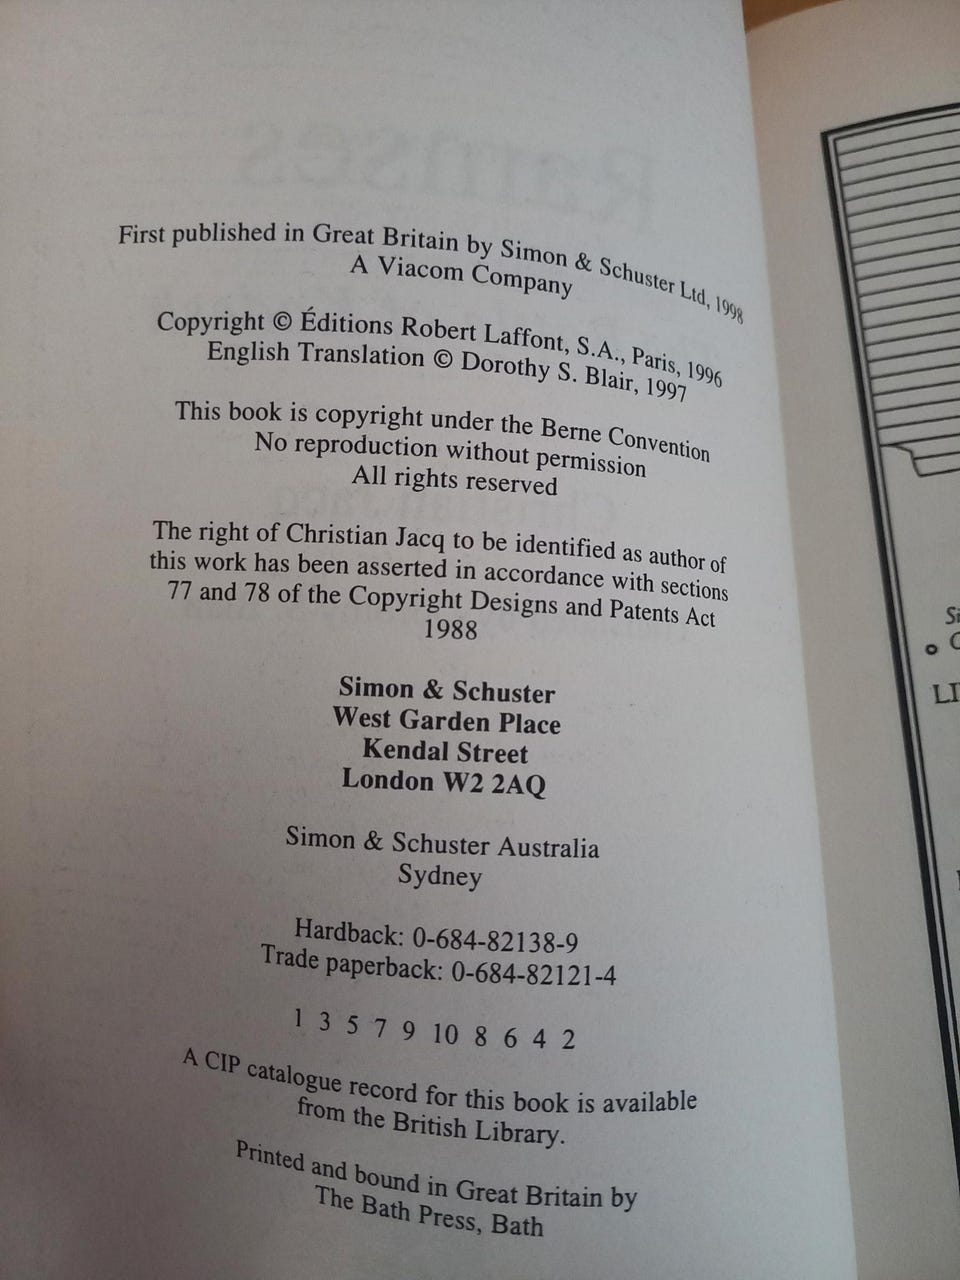 First published in Great Britain by Simon & Schuster Ltd, 1998
A Viacom Company
Copyright © Éditions Robert Laffont, S.A., Paris, 1996
English Translation © Dorothy S. Blair, 1997
This book is copyright under the Berne Convention
No reproduction without permission
All rights reserved
The right of Christian Jacq to be identified as author of
this work has been asserted in accordance with sections
77 and 78 of the Copyright Designs and Patents Act
1988
Simon & Schuster
West Garden Place
Kendal Street
London W2 2AQ
Simon & Schuster Australia
Sydney
Hardback: 0-684-82138-9
Trade paperback: 0-684-82121-4
1 3 5 7 9 10 8 6 4 2
A CIP catalogue record for this book is available
from the British Library.
Printed and bound in Great Britain by
The Bath Press, Bath